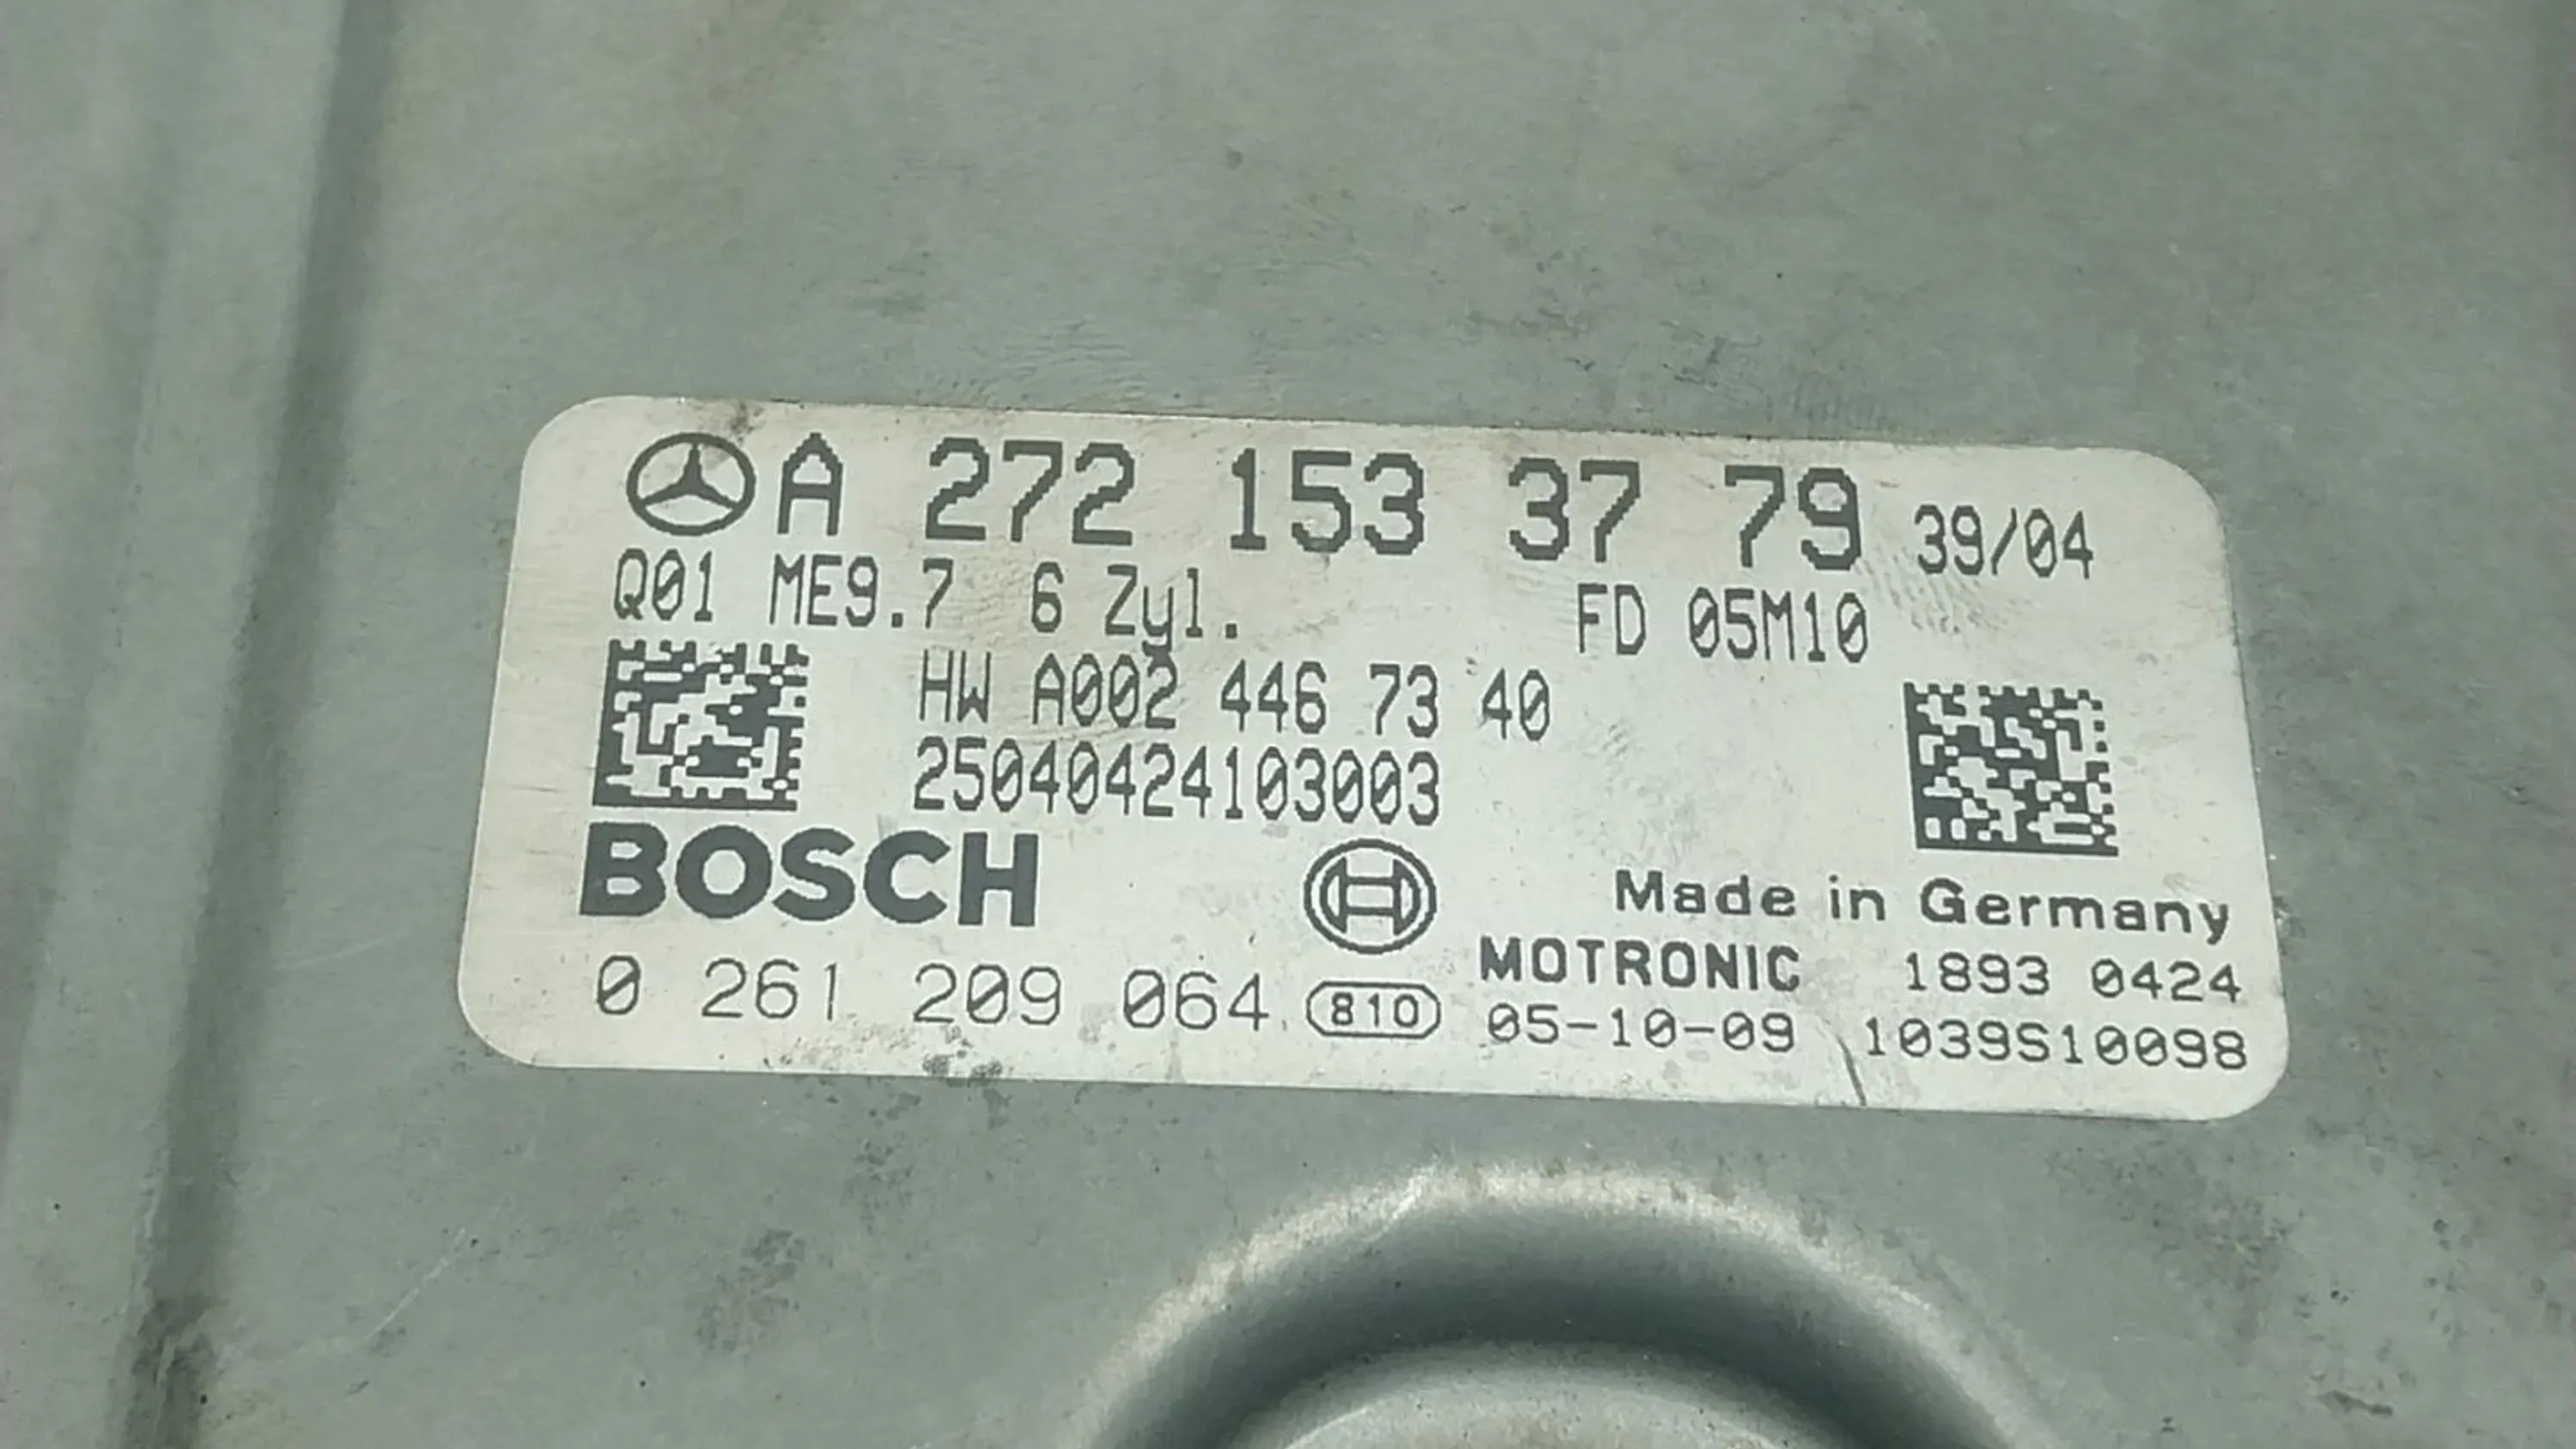 A 272 153 37 79 39/04
Q01 ME9.7 6 Zyl. FD 05M10
HW A002 446 73 40
25040424103003
BOSCH
Made in Germany
MOTRONIC 1893 0424
0 261 209 064 810 05-10-09 1039S10098